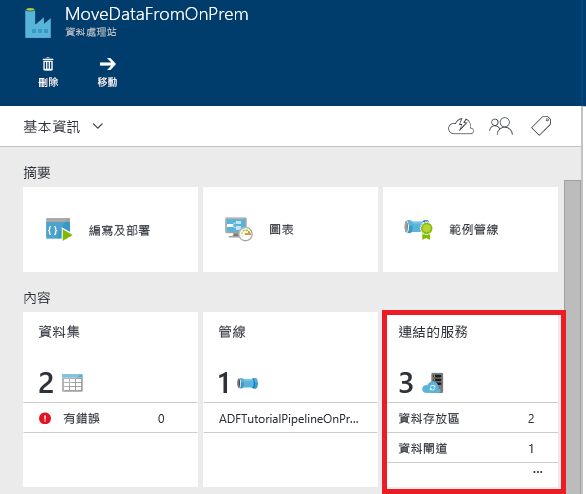 MoveDataFromOnPrem
資料處理站
刪除
移動
基本資訊
摘要
編寫及部署
圖表
範例管線
內容
資料集
管線
連結的服務
2
1
3
有錯誤 0
ADFTutorialPipelineOnPr...
資料存放區 2
資料閘道 1
...